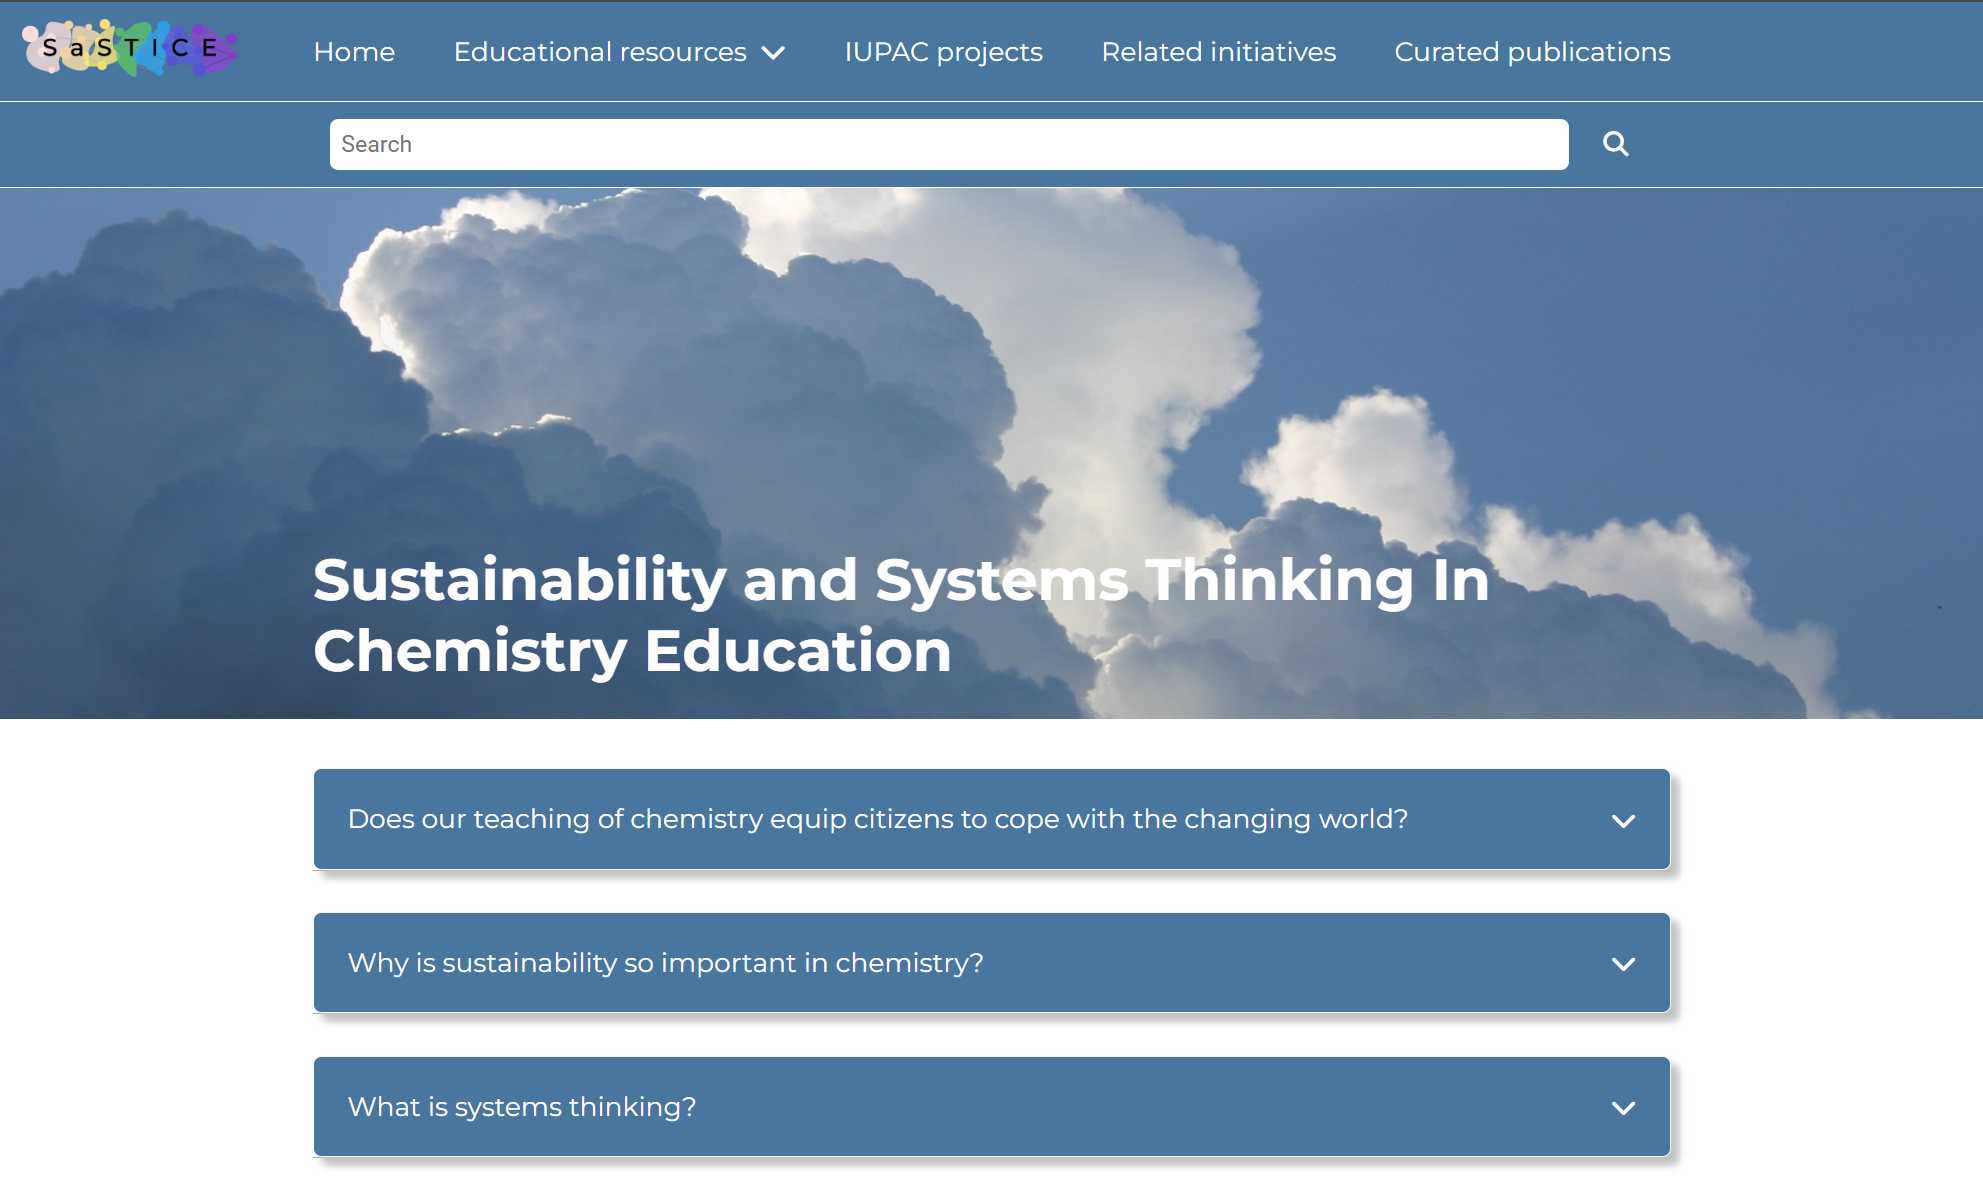 SaSTICE
Home
Educational resources
IUPAC projects
Related initiatives
Curated publications
Search
Sustainability and Systems Thinking In
Chemistry Education
Does our teaching of chemistry equip citizens to cope with the changing world?
Why is sustainability so important in chemistry?
What is systems thinking?